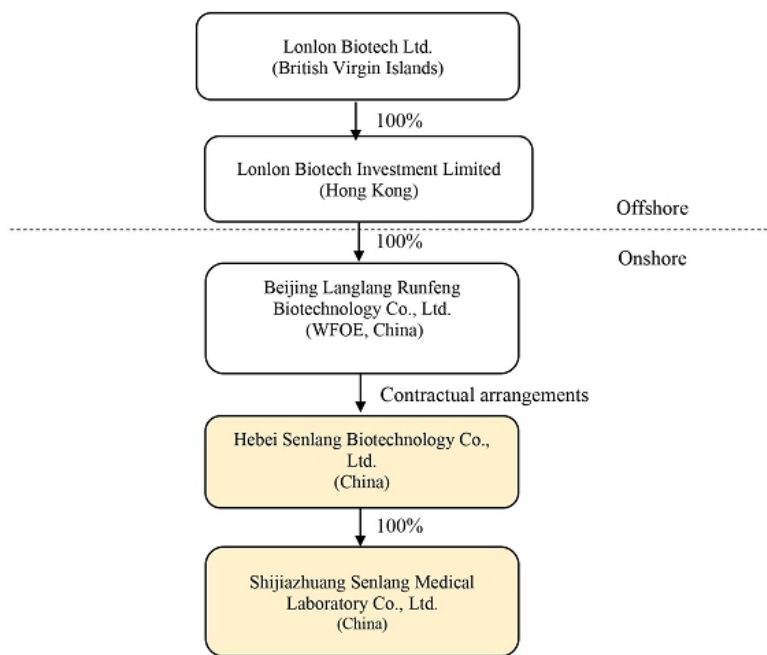 Lonlon Biotech Ltd.
(British Virgin Islands)
100%
Lonlon Biotech Investment Limited
(Hong Kong)
Offshore
100%
Onshore
Beijing Langlang Runfeng
Biotechnology Co., Ltd.
(WFOE, China)
Contractual arrangements
Hebei Senlang Biotechnology Co.,
Ltd.
(China)
100%
Shijiazhuang Senlang Medical
Laboratory Co., Ltd.
(China)